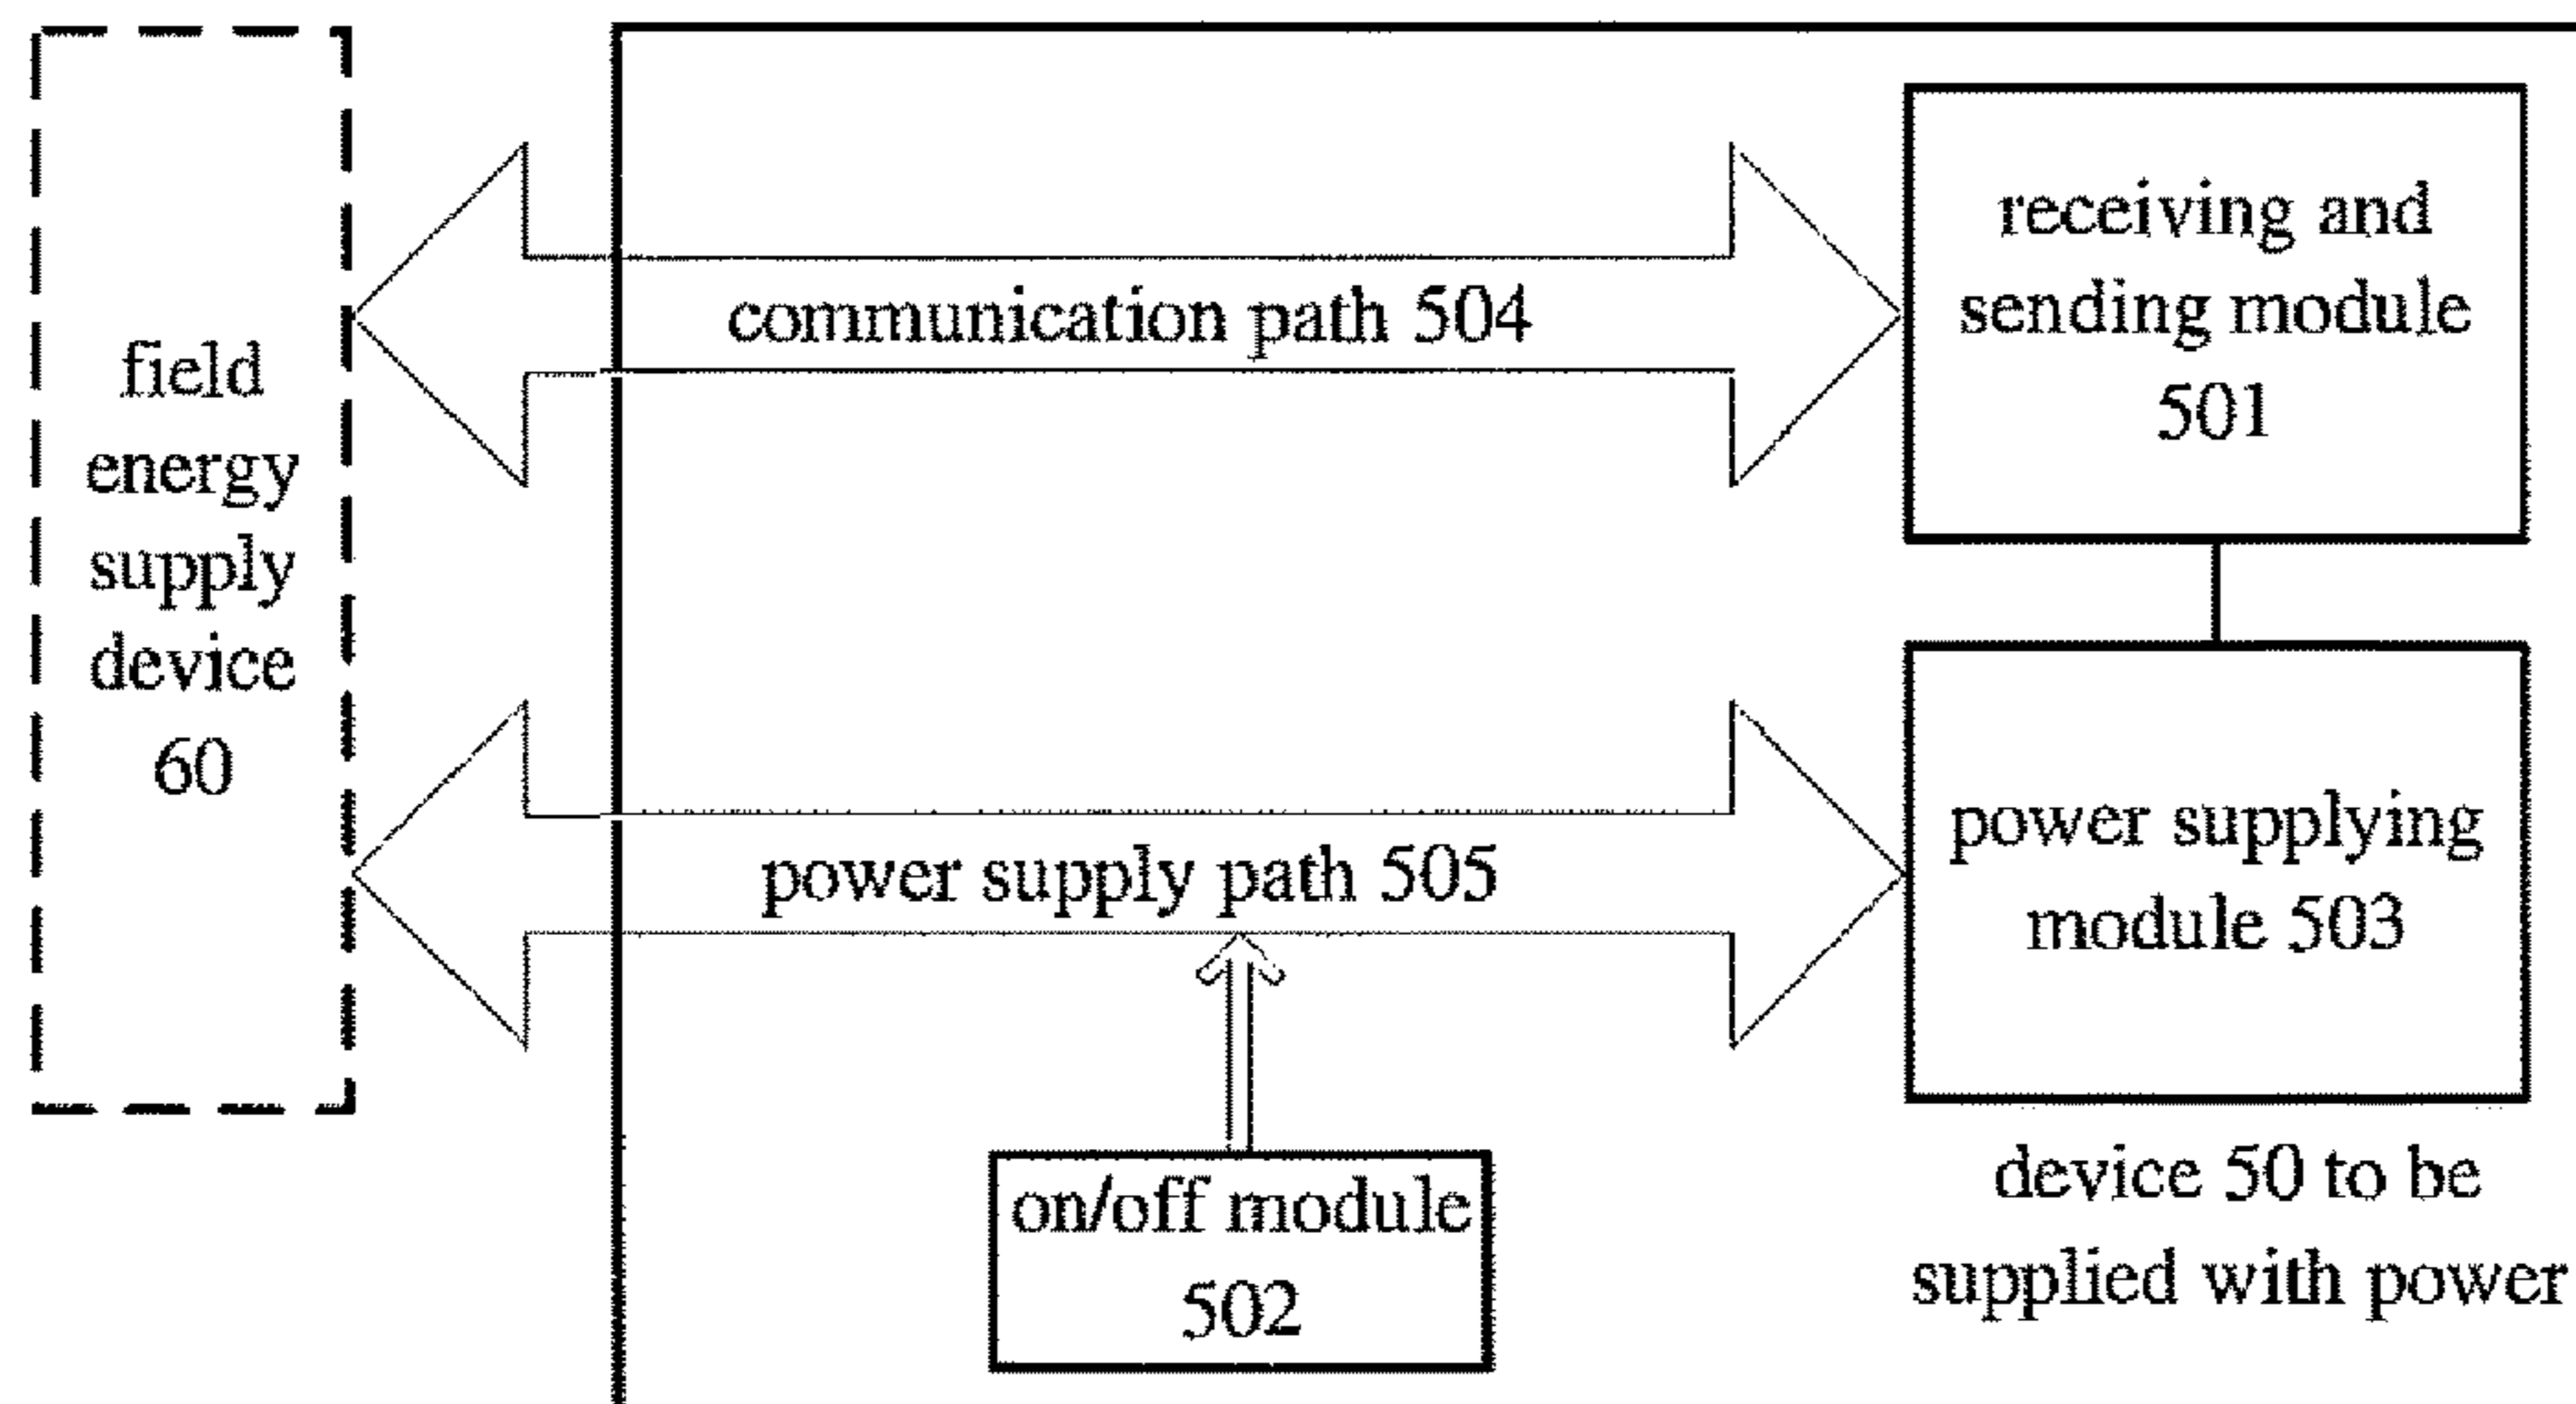 field
energy
supply
device
60
communication path 504
receiving and
sending module
501
power supply path 505
power supplying
module 503
on/off module
502
device 50 to be
supplied with power